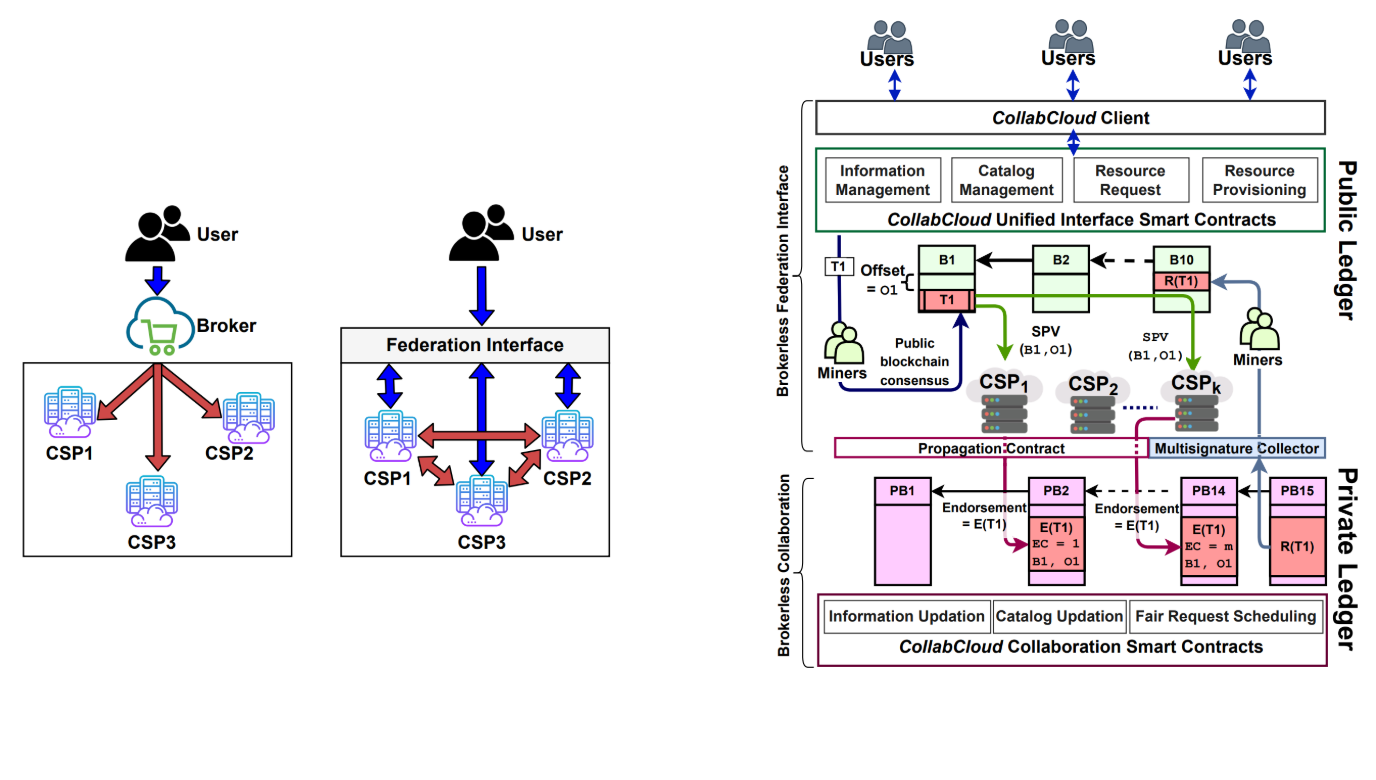 User
Broker
CSP1
CSP2
CSP3
User
Federation Interface
CSP1
CSP2
CSP3
Users
Users
Users
CollabCloud Client
Information
Management
Catalog
Management
Resource
Request
Resource
Provisioning
CollabCloud Unified Interface Smart Contracts
Brokerless Federation Interface
Public Ledger
T1
Offset
= O1
B1
B2
B10
R(T1)
T1
Miners
Public
blockchain
consensus
SPV
(B1,O1)
SPV
(B1,O1)
Miners
CSP1
CSP2
CSPk
Propagation Contract
Multisignature Collector
Brokerless Collaboration
Private Ledger
PB1
PB2
PB14
PB15
Endorsement
= E(T1)
Endorsement
= E(T1)
E(T1)
EC = 1
B1, O1
E(T1)
EC = m
B1, O1
R(T1)
Information Updation
Catalog Updation
Fair Request Scheduling
CollabCloud Collaboration Smart Contracts